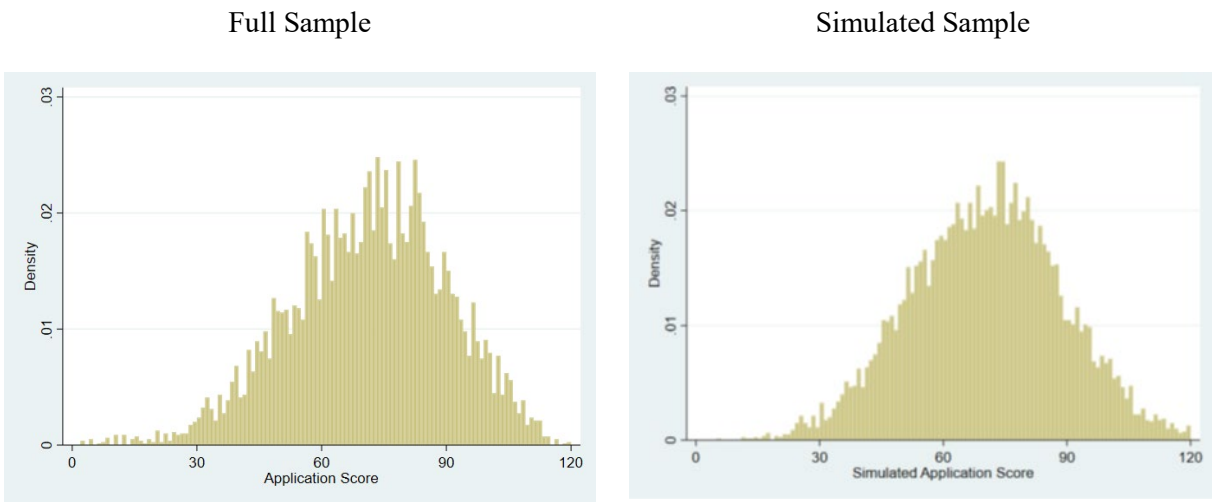 Full Sample
Simulated Sample
.03
.02
.01
0
Density
0 30 60 90 120
Application Score
.03
.02
.01
0
Density
0 30 60 90 120
Simulated Application Score